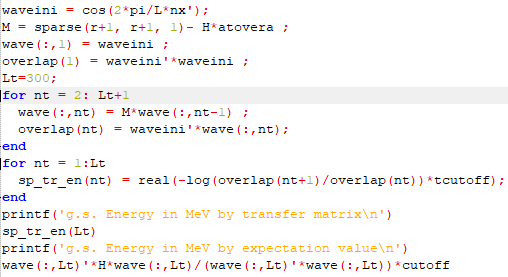 waveini = cos(2*pi/L*nx');
M = sparse(r+1, r+1, 1)- H*atovera ;
wave(:,1) = waveini ;
overlap(1) = waveini'*waveini ;
Lt=300;
for nt = 2: Lt+1
wave(:,nt) = M*wave(:,nt-1) ;
overlap(nt) = waveini'*wave(:,nt);
end
for nt = 1:Lt
sp_tr_en(nt) = real(-log(overlap(nt+1)/overlap(nt))*tcutoff);
end
printf('g.s. Energy in MeV by transfer matrix\n')
sp_tr_en(Lt)
printf('g.s. Energy in MeV by expectation value\n')
wave(:,Lt)'*H*wave(:,Lt)/(wave(:,Lt)'*wave(:,Lt))*cutoff